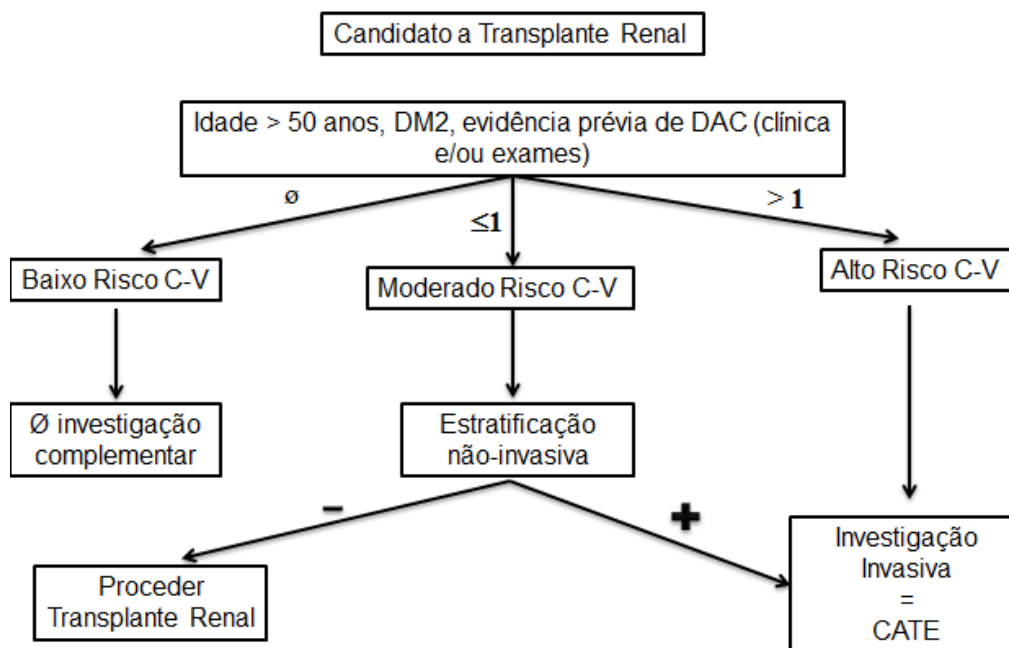 Candidato a Transplante Renal
Idade > 50 anos, DM2, evidência prévia de DAC (clínica
e/ou exames)
ø
≤1
> 1
Baixo Risco C-V
Moderado Risco C-V
Alto Risco C-V
Ø investigação
complementar
Estratificação
não-invasiva
–
+
Proceder
Transplante Renal
Investigação
Invasiva
=
CATE